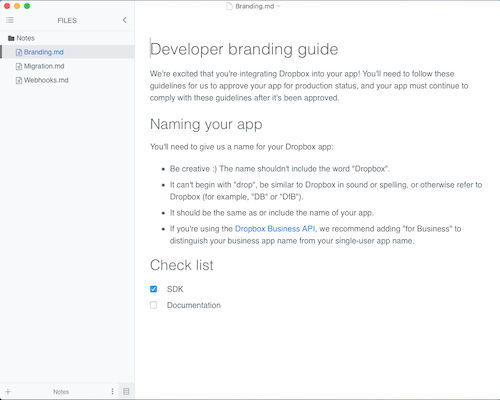 Branding.md
FILES
Notes
Branding.md
Migration.md
Webhooks.md
Notes
Developer branding guide
We're excited that you're integrating Dropbox into your app! You'll need to follow these
guidelines for us to approve your app for production status, and your app must continue to
comply with these guidelines after it's been approved.
Naming your app
You'll need to give us a name for your Dropbox app:
Be creative :) The name shouldn't include the word "Dropbox".
It can't begin with "drop", be similar to Dropbox in sound or spelling, or otherwise refer to
Dropbox (for example, "DB" or "DfB").
It should be the same as or include the name of your app.
If you're using the Dropbox Business API, we recommend adding "for Business" to
distinguish your business app name from your single-user app name.
Check list
SDK
Documentation